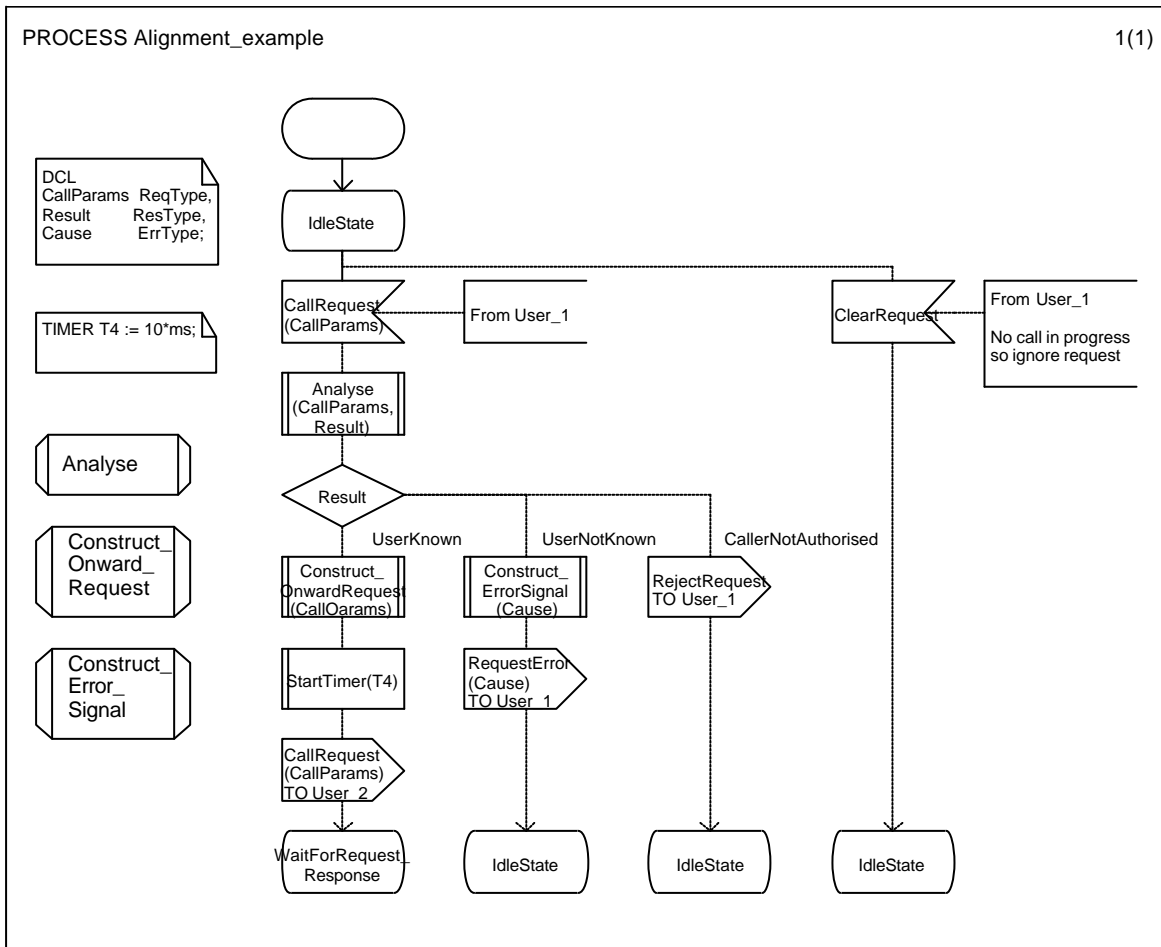 PROCESS Alignment_example
1(1)
DCL
CallParams ReqType,
Result ResType,
Cause ErrType;
TIMER T4 := 10*ms;
Analyse
Construct_
Onward_
Request
Construct_
Error_
Signal
IdleState
CallRequest
(CallParams)
From User_1
ClearRequest
From User_1
No call in progress
so ignore request
Analyse
(CallParams,
Result)
Result
UserKnown
UserNotKnown
CallerNotAuthorised
Construct_
OnwardRequest
(CallOarams)
Construct_
ErrorSignal
(Cause)
RejectRequest
TO User_1
StartTimer(T4)
RequestError
(Cause)
TO User_1
CallRequest
(CallParams)
TO User_2
WaitForRequest_
Response
IdleState
IdleState
IdleState